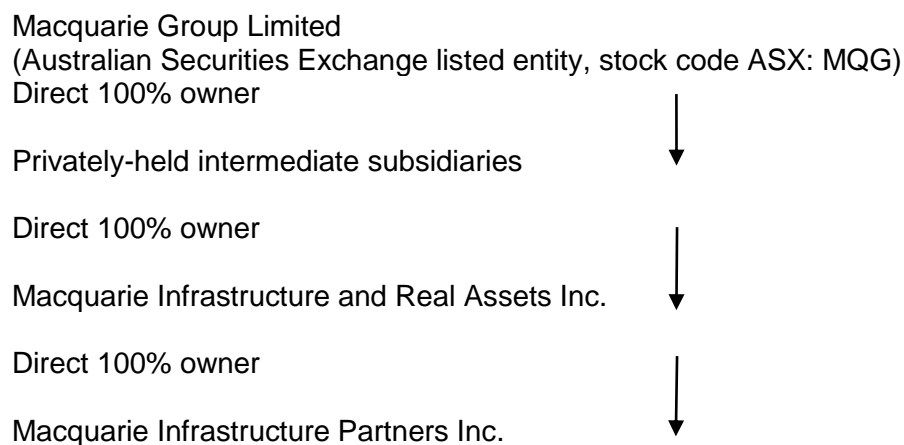 Macquarie Group Limited
(Australian Securities Exchange listed entity, stock code ASX: MQG)
Direct 100% owner
Privately-held intermediate subsidiaries
Direct 100% owner
Macquarie Infrastructure and Real Assets Inc.
Direct 100% owner
Macquarie Infrastructure Partners Inc.